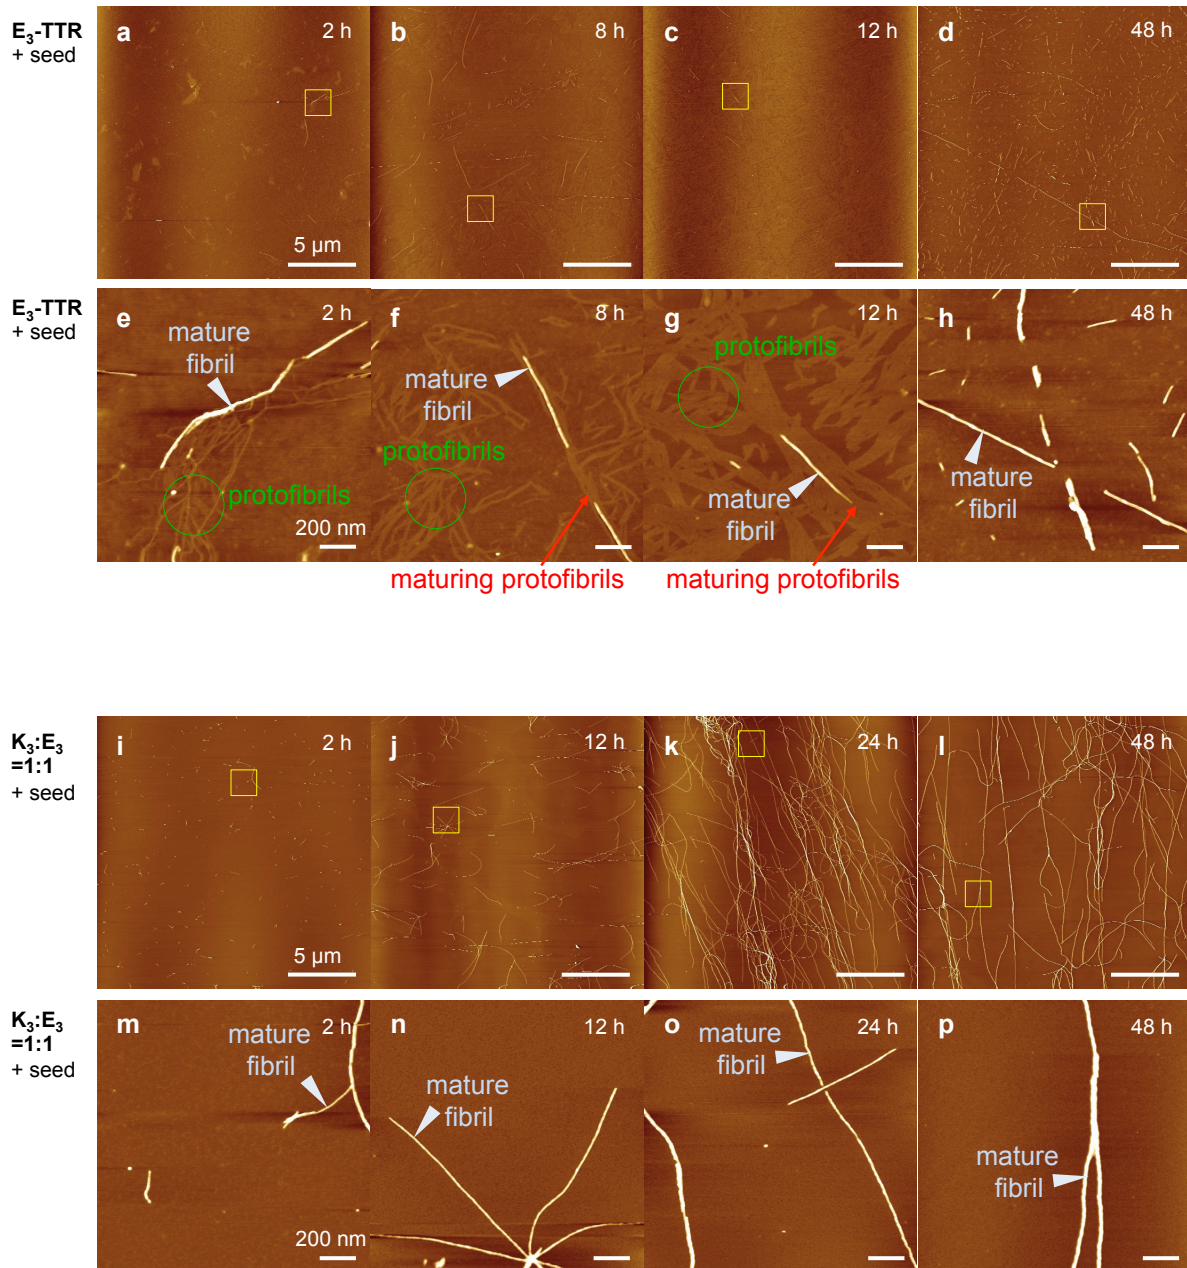 E₃-TTR
+ seed
a 2 h
b 8 h
c 12 h
d 48 h
5 µm
E₃-TTR
+ seed
e 2 h
mature
fibril
protofibrils
200 nm
f 8 h
mature
fibril
protofibrils
maturing protofibrils
g 12 h
protofibrils
mature
fibril
maturing protofibrils
h 48 h
mature
fibril
K₃:E₃
=1:1
+ seed
i 2 h
j 12 h
k 24 h
l 48 h
5 µm
K₃:E₃
=1:1
+ seed
m 2 h
mature
fibril
200 nm
n 12 h
mature
fibril
o 24 h
mature
fibril
p 48 h
mature
fibril